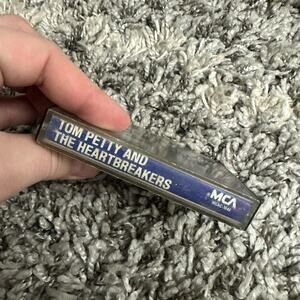 TOM PETTY AND
THE HEARTBREAKERS
MCA